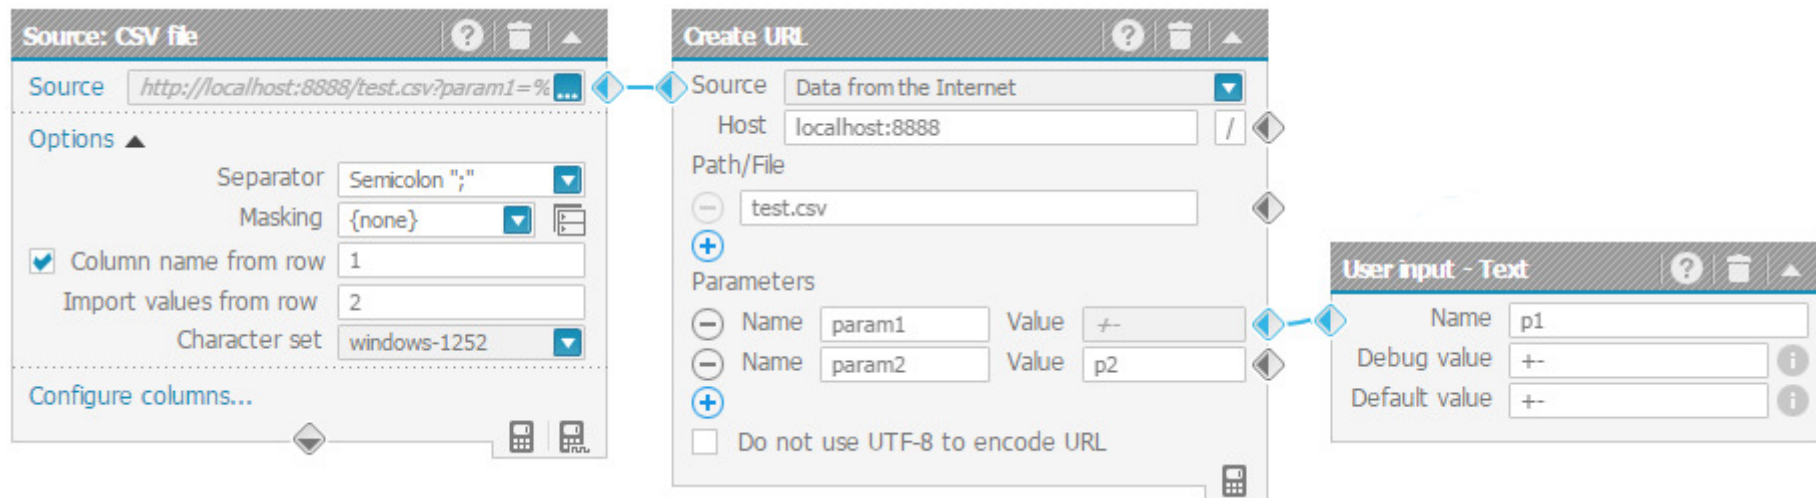 Source: CSV file
Source http://localhost:8888/test.csv?param1=% ...
Options
Separator Semicolon ";"
Masking {none}
Column name from row 1
Import values from row 2
Character set windows-1252
Configure columns...
Create URL
Source Data from the Internet
Host localhost:8888 /
Path/File
test.csv
Parameters
Name param1 Value +-
Name param2 Value p2
Do not use UTF-8 to encode URL
User input - Text
Name p1
Debug value +-
Default value +-